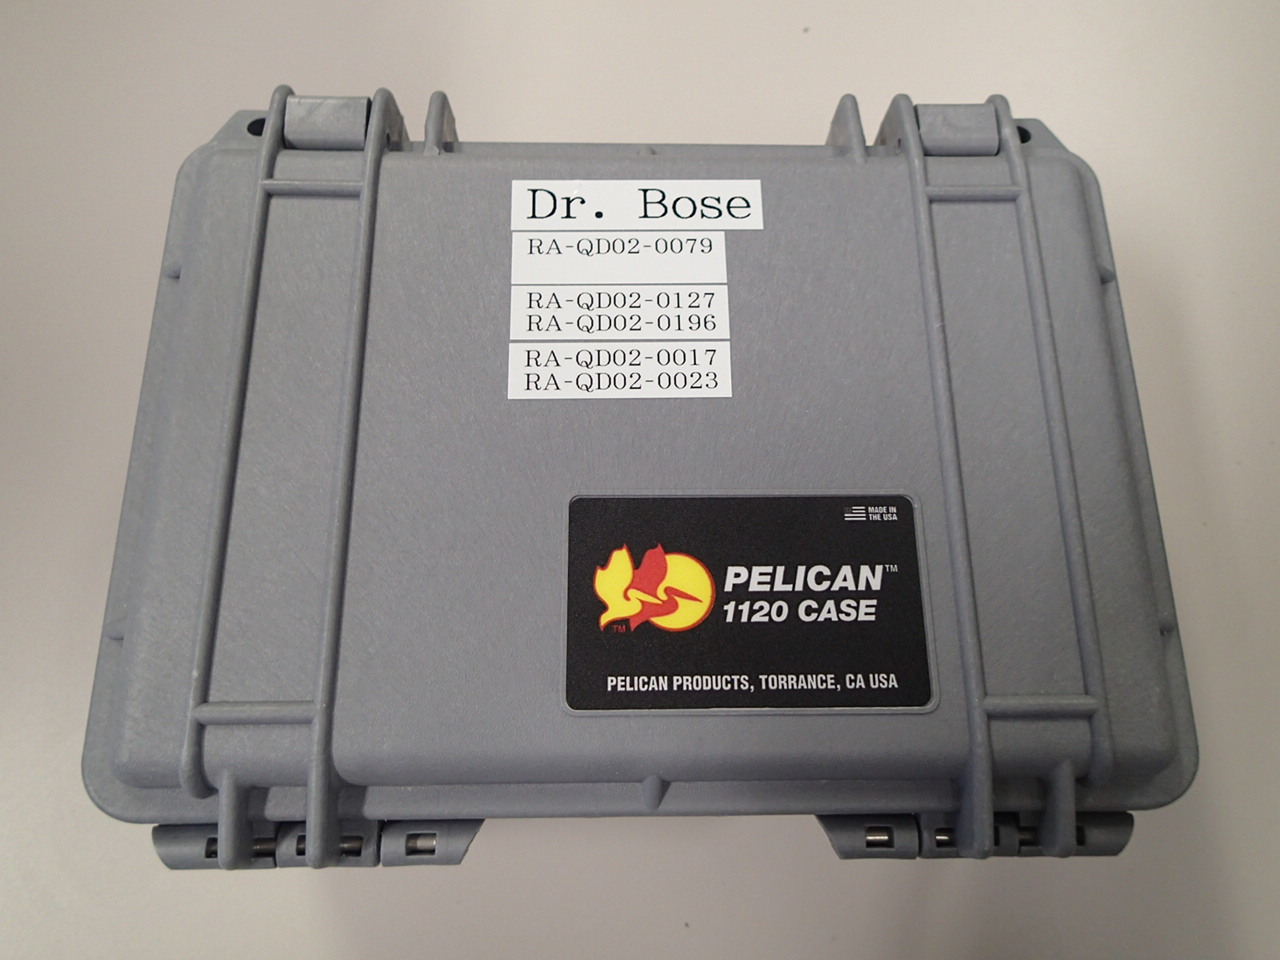 Dr. Bose
RA-QD02-0079
RA-QD02-0127
RA-QD02-0196
RA-QD02-0017
RA-QD02-0023
MADE IN
THE USA
PELICAN™
1120 CASE
TM
PELICAN PRODUCTS, TORRANCE, CA USA